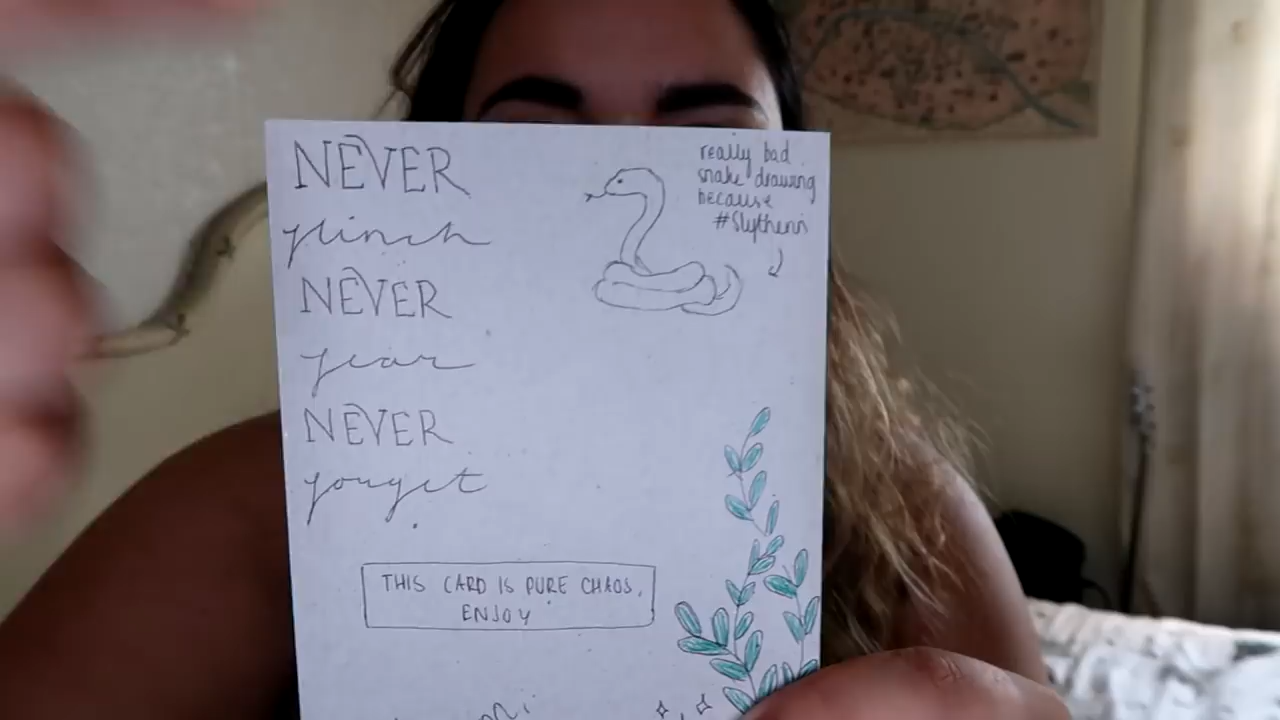 NEVER
flinch
NEVER
fear
NEVER
forget
really bad
snake drawing
because
#Slytherin
THIS CARD IS PURE CHAOS.
ENJOY